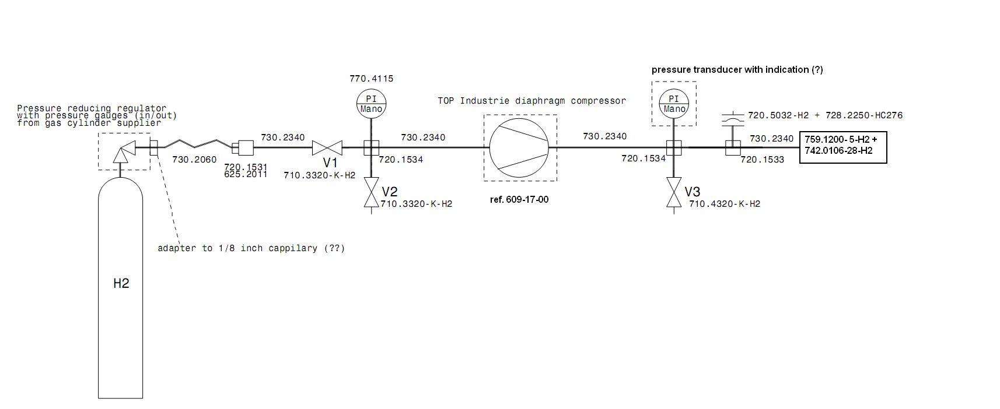 pressure transducer with indication (?)
770.4115
PI
Mano
TOP Industrie diaphragm compressor
PI
Mano
Pressure reducing regulator
with pressure gauges (in/out)
from gas cylinder supplier
720.5032-H2 + 728.2250-HC276
730.2340
730.2340
730.2340
730.2340
759.1200-5-H2 +
742.0106-28-H2
730.2060
V1
720.1534
720.1534
720.1533
720.1531
625.2011
710.3320-K-H2
V2
710.3320-K-H2
ref. 609-17-00
V3
710.4320-K-H2
adapter to 1/8 inch cappilary (??)
H2